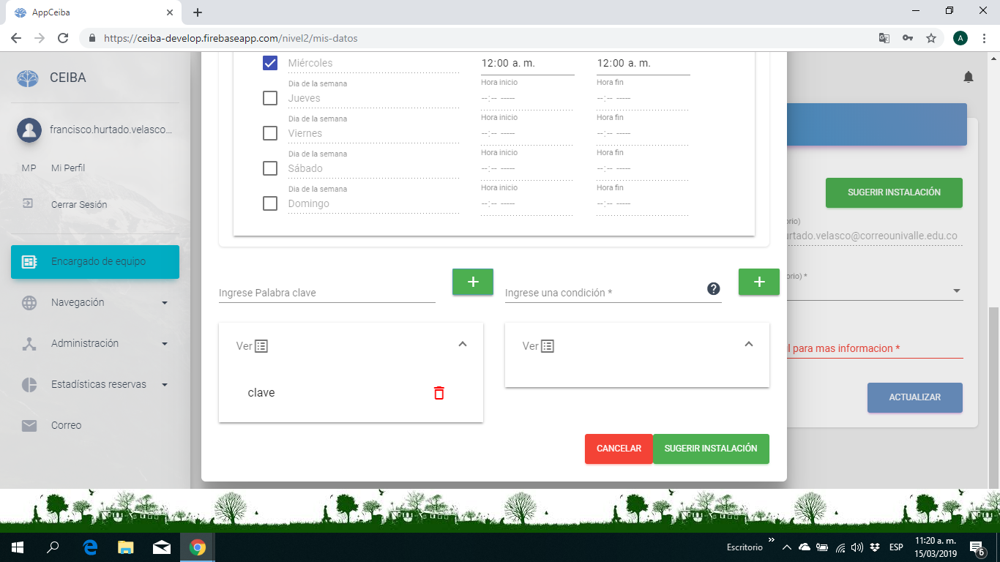 AppCeiba
https://ceiba-develop.firebaseapp.com/nivel2/mis-datos
A
CEIBA
francisco.hurtado.velasco...
MP Mi Perfil
Cerrar Sesión
Encargado de equipo
Navegación
Administración
Estadísticas reservas
Correo
Miércoles 12:00 a. m. 12:00 a. m.
Dia de la semana Hora inicio Hora fin
Jueves --:-- ----- --:-- -----
Dia de la semana Hora inicio Hora fin
Viernes --:-- ----- --:-- -----
Dia de la semana Hora inicio Hora fin
Sábado --:-- ----- --:-- -----
Dia de la semana Hora inicio Hora fin
Domingo --:-- ----- --:-- -----
Ingrese Palabra clave +
Ingrese una condición * ? +
Ver
clave
Ver
CANCELAR SUGERIR INSTALACIÓN
SUGERIR INSTALACIÓN
orio)
urtado.velasco@correounivalle.edu.co
orio) *
l para mas informacion *
ACTUALIZAR
Escritorio » ESP 11:20 a. m.
15/03/2019
6